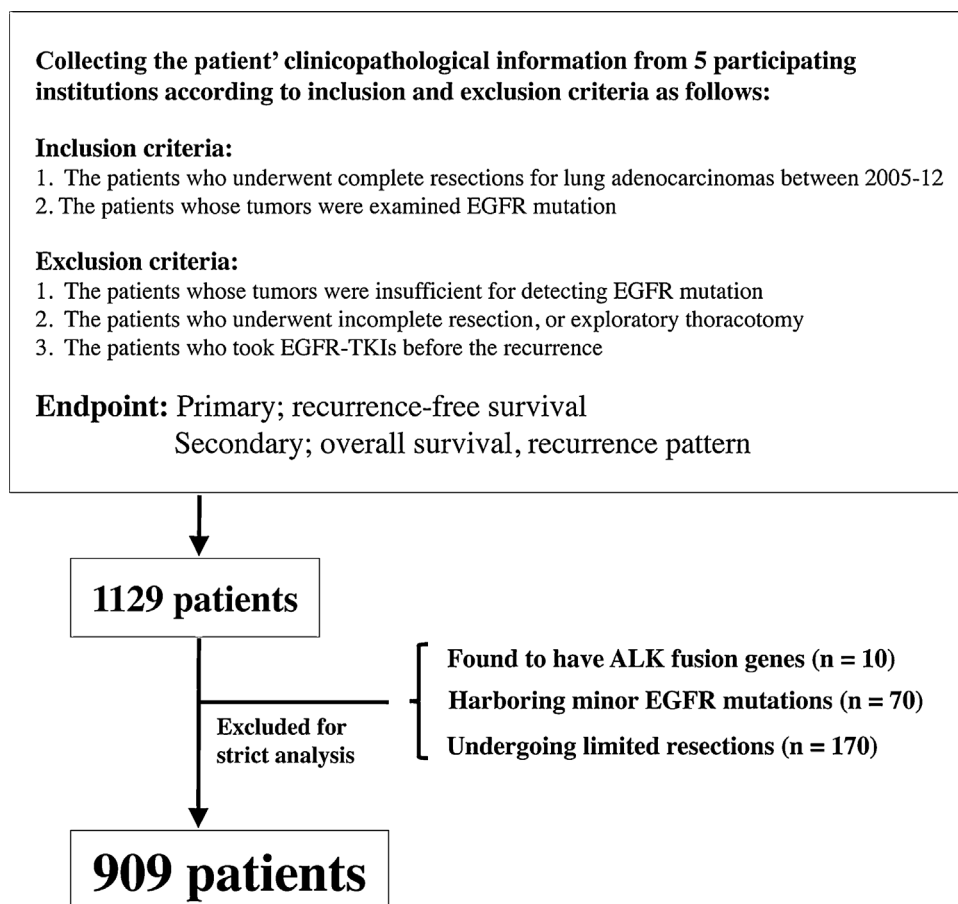 Collecting the patient’ clinicopathological information from 5 participating
institutions according to inclusion and exclusion criteria as follows:
Inclusion criteria:
1. The patients who underwent complete resections for lung adenocarcinomas between 2005-12
2. The patients whose tumors were examined EGFR mutation
Exclusion criteria:
1. The patients whose tumors were insufficient for detecting EGFR mutation
2. The patients who underwent incomplete resection, or exploratory thoracotomy
3. The patients who took EGFR-TKIs before the recurrence
Endpoint: Primary; recurrence-free survival
Secondary; overall survival, recurrence pattern
1129 patients
Excluded for
strict analysis
Found to have ALK fusion genes (n = 10)
Harboring minor EGFR mutations (n = 70)
Undergoing limited resections (n = 170)
909 patients